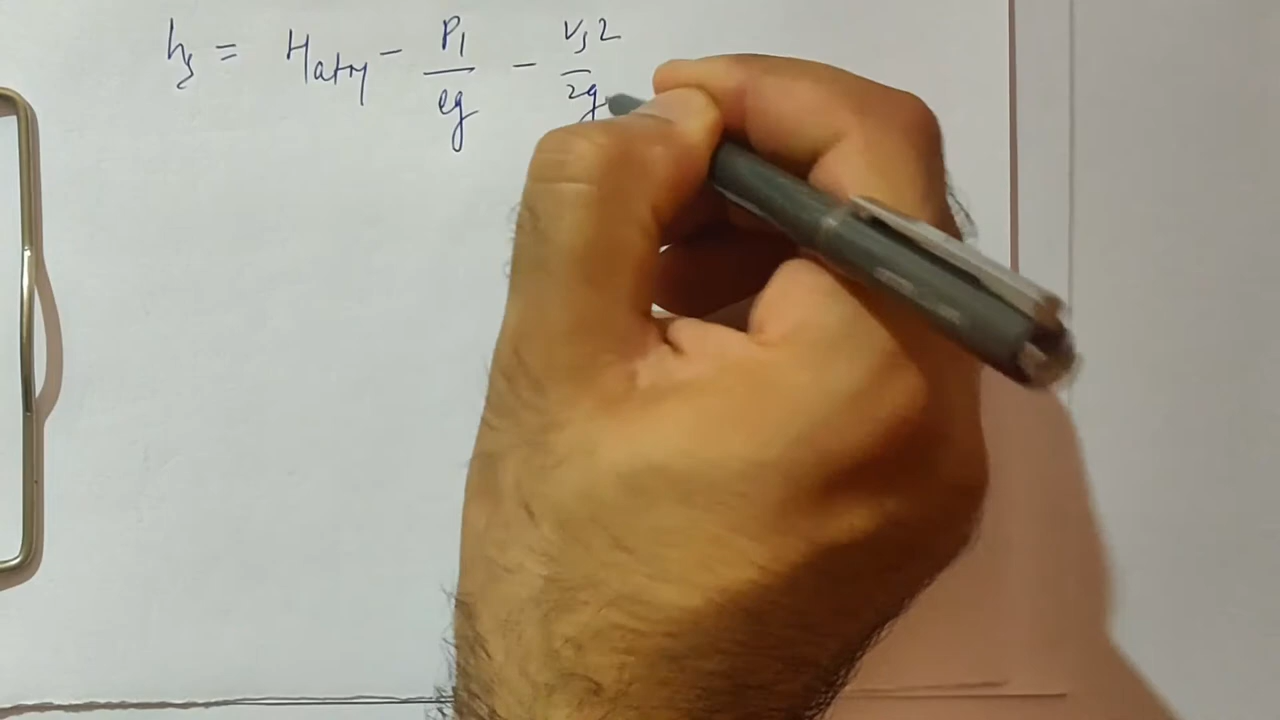 hs = Hatm - P1/ρg - Vs2/2g